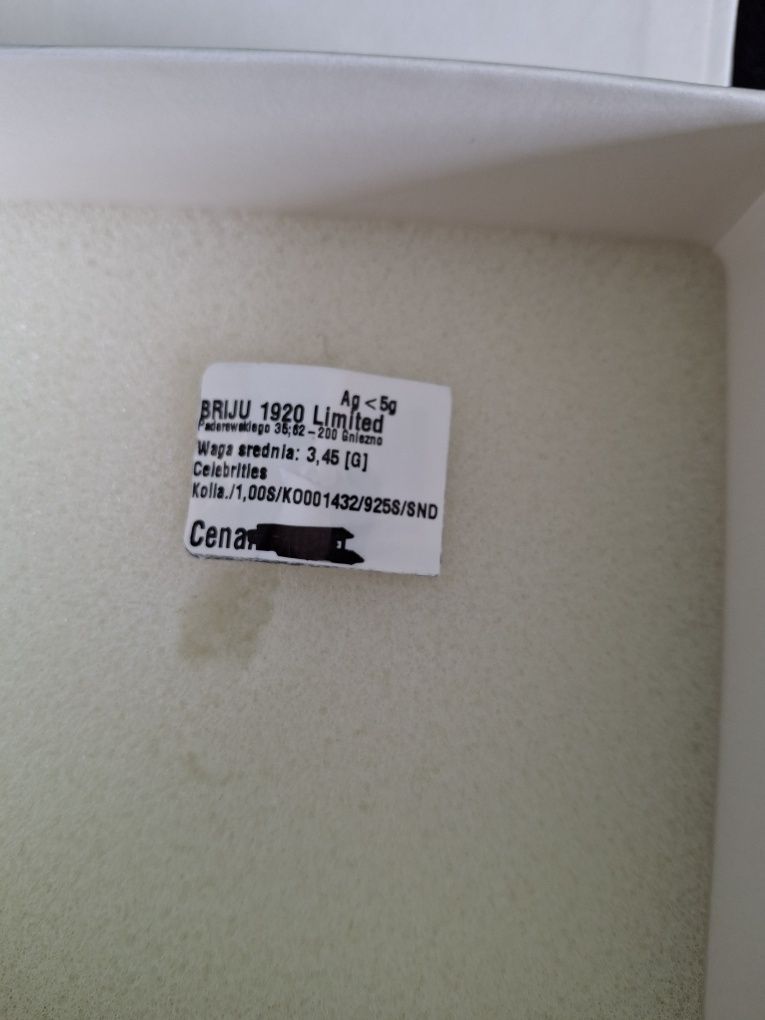 Ag < 5g
BRIJU 1920 Limited
Paderewskiego 35;62-200 Gniezno
Waga średnia: 3,45 [G]
Celebrities
Kolia./1,00S/KO001432/925S/SND
Cena